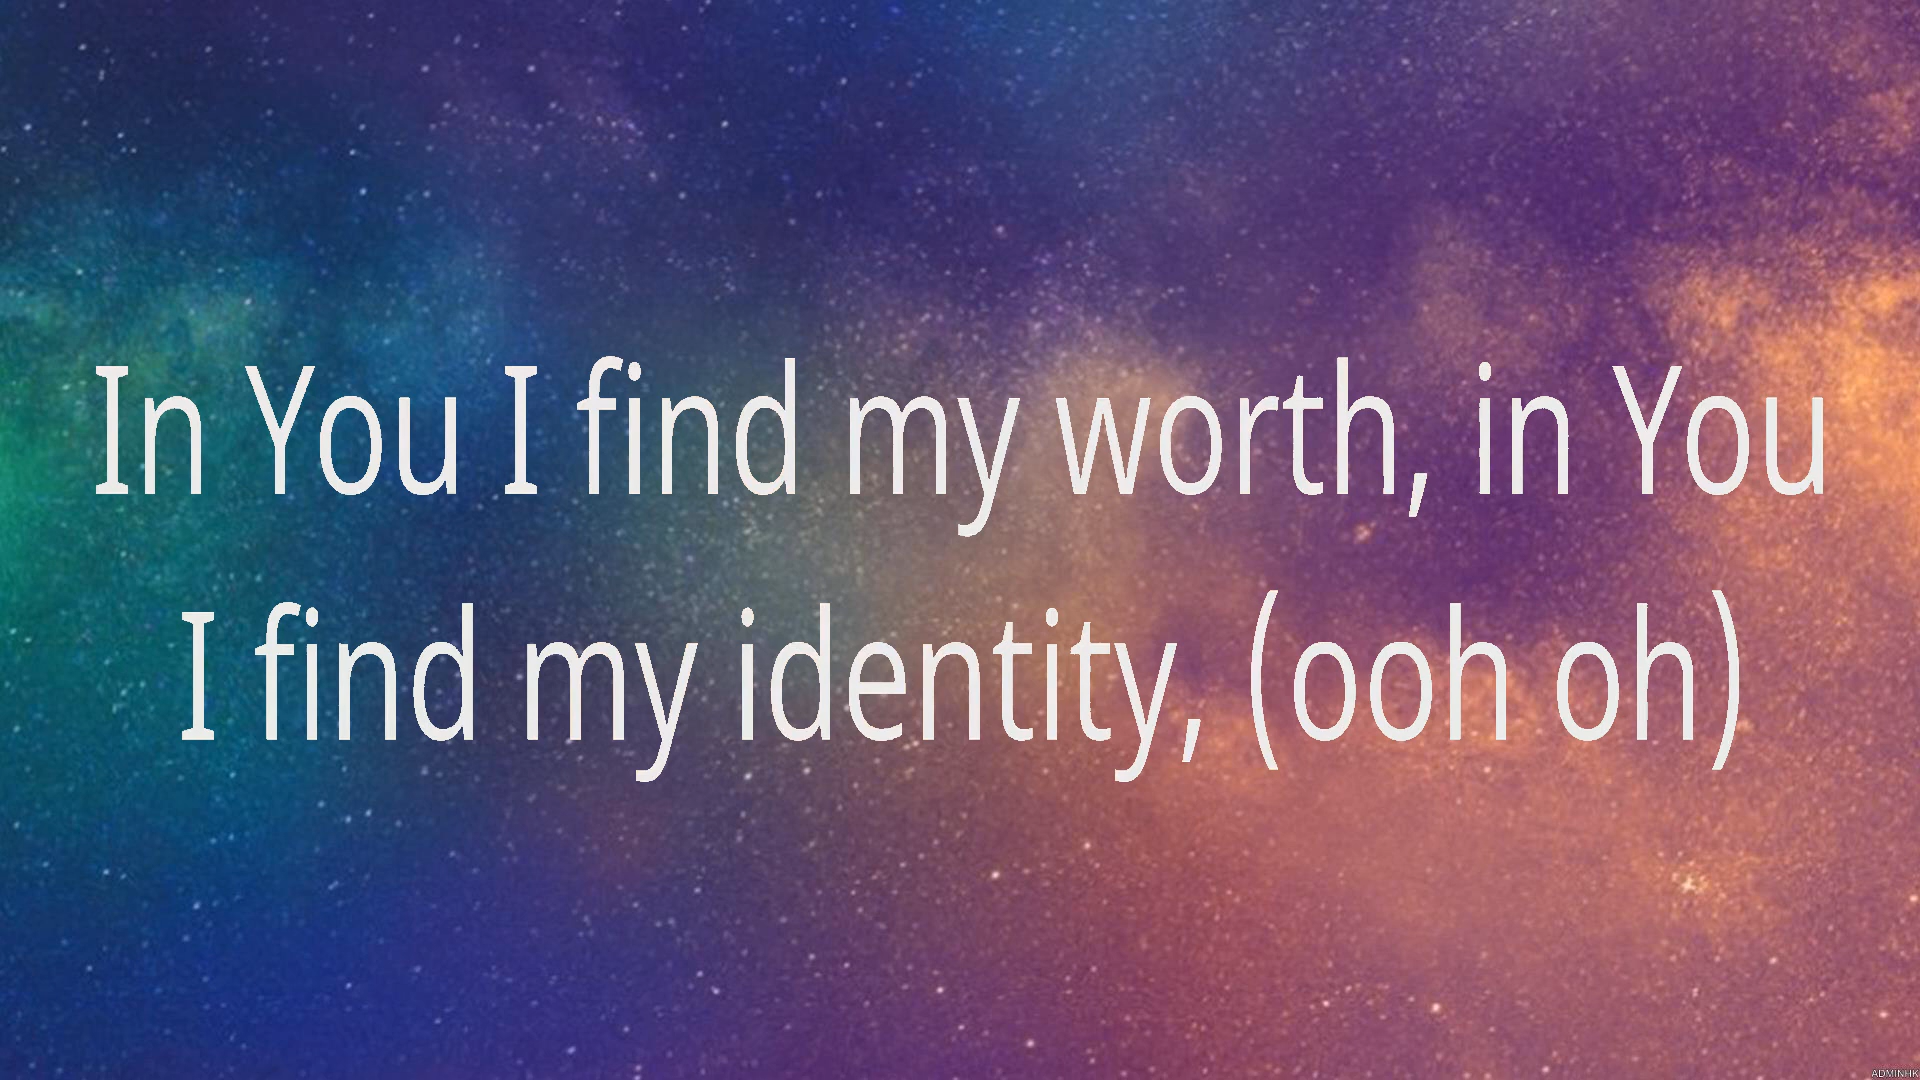 In You I find my worth, in You
I find my identity, (ooh oh)
ADMINHK